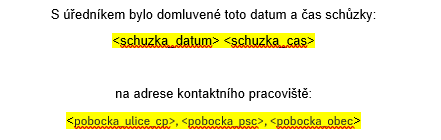 S úředníkem bylo domluvené toto datum a čas schůzky:
<schuzka_datum> <schuzka_cas>
na adrese kontaktního pracoviště:
<pobocka_ulice_cp>, <pobocka_psc>, <pobocka_obec>